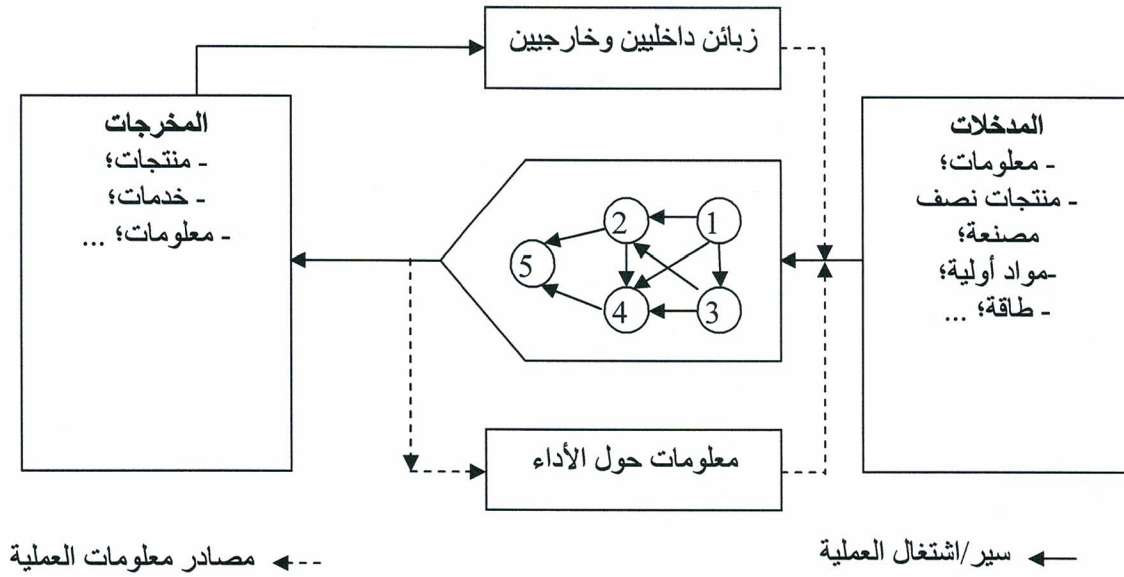 زبائن داخليين وخارجيين
المدخلات
- معلومات؛
- منتجات نصف
مصنعة؛
-مواد أولية؛
- طاقة؛ ...
1
2
3
4
5
المخرجات
- منتجات؛
- خدمات؛
- معلومات؛ ...
معلومات حول الأداء
سير/اشتغال العملية
مصادر معلومات العملية